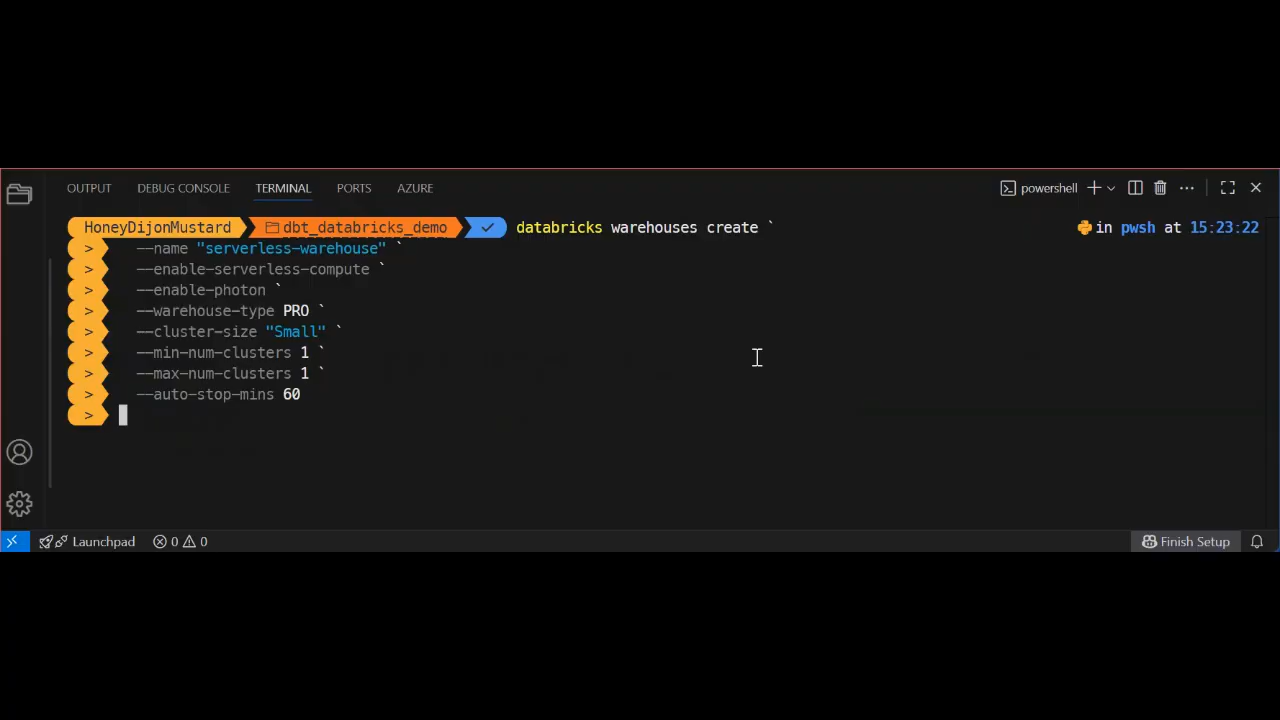 OUTPUT DEBUG CONSOLE TERMINAL PORTS AZURE powershell
HoneyDijonMustard dbt_databricks_demo databricks warehouses create ` in pwsh at 15:23:22
> --name "serverless-warehouse" `
> --enable-serverless-compute `
> --enable-photon `
> --warehouse-type PRO `
> --cluster-size "Small" `
> --min-num-clusters 1 `
> --max-num-clusters 1 `
> --auto-stop-mins 60
>
Launchpad 0 0 Finish Setup